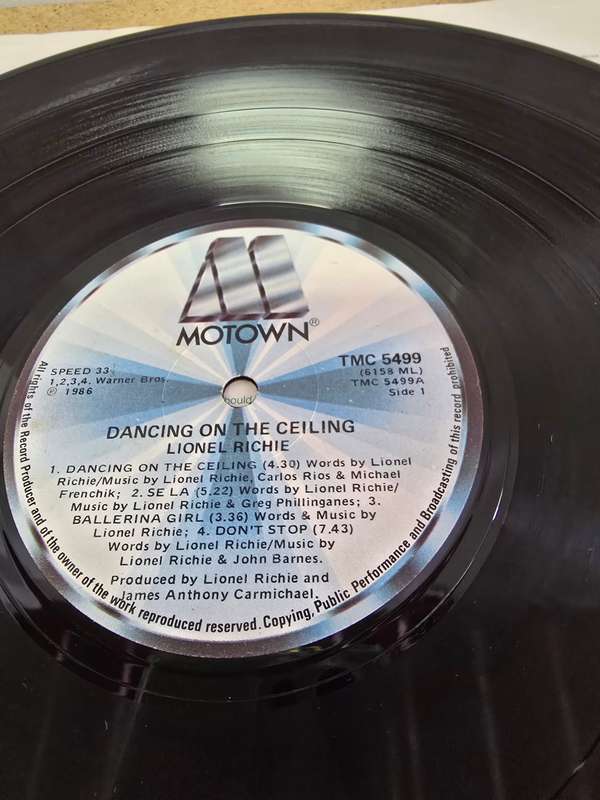 MOTOWN®
SPEED 33⅓
1,2,3,4. Warner Bros.
℗ 1986
TMC 5499
(6158 ML)
TMC 5499A
Side 1
hould
DANCING ON THE CEILING
LIONEL RICHIE
1. DANCING ON THE CEILING (4.30) Words by Lionel
Richie/Music by Lionel Richie, Carlos Rios & Michael
Frenchik; 2. SE LA (5.22) Words by Lionel Richie/
Music by Lionel Richie & Greg Phillinganes; 3.
BALLERINA GIRL (3.36) Words & Music by
Lionel Richie; 4. DON'T STOP (7.43)
Words by Lionel Richie/Music by
Lionel Richie & John Barnes.
Produced by Lionel Richie and
James Anthony Carmichael.
All rights of the Record Producer and of the owner of the work reproduced reserved. Copying, Public Performance and Broadcasting of this record prohibited